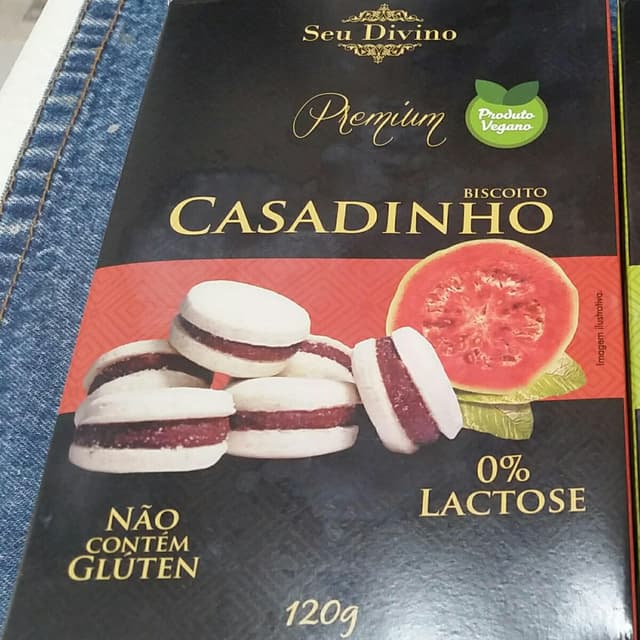 Seu Divino
Premium
Produto
Vegano
BISCOITO
CASADINHO
Imagem ilustrativa.
0%
LACTOSE
NÃO
CONTÉM
GLÚTEN
120g